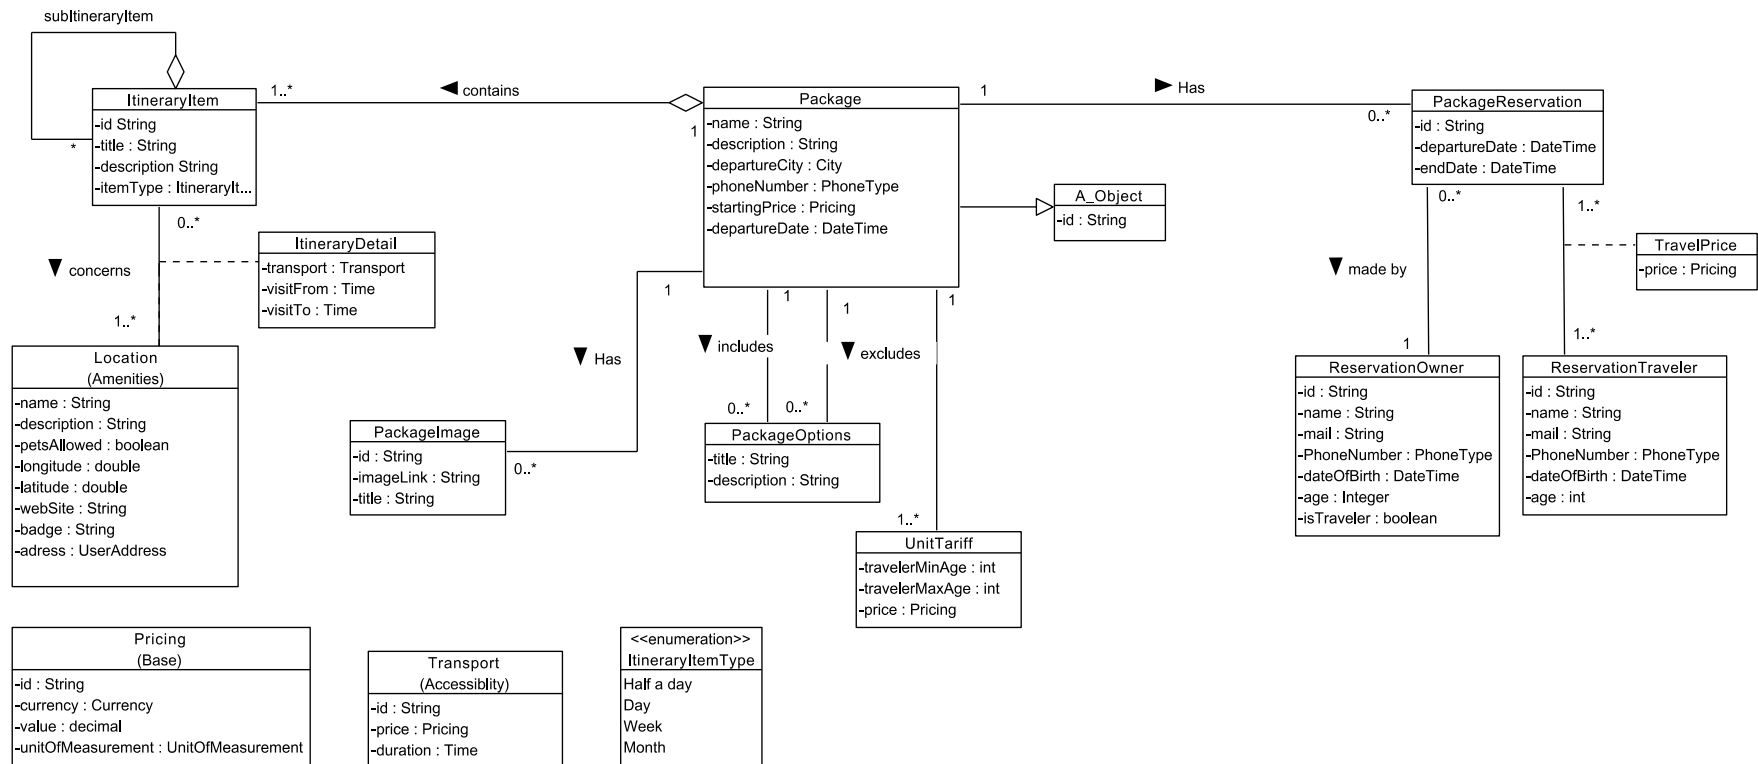 subItineraryItem
ItineraryItem
-id String
-title : String
-description String
-itemType : ItineraryIt...
*
1..*
contains
1
Package
-name : String
-description : String
-departureCity : City
-phoneNumber : PhoneType
-startingPrice : Pricing
-departureDate : DateTime
1
Has
0..*
PackageReservation
-id : String
-departureDate : DateTime
-endDate : DateTime
A_Object
-id : String
0..*
concerns
1..*
ItineraryDetail
-transport : Transport
-visitFrom : Time
-visitTo : Time
Location
(Amenities)
-name : String
-description : String
-petsAllowed : boolean
-longitude : double
-latitude : double
-webSite : String
-badge : String
-adress : UserAddress
1
Has
0..*
PackageImage
-id : String
-imageLink : String
-title : String
1
includes
0..*
1
excludes
0..*
PackageOptions
-title : String
-description : String
1
1..*
UnitTariff
-travelerMinAge : int
-travelerMaxAge : int
-price : Pricing
0..*
made by
1
1..*
1..*
TravelPrice
-price : Pricing
ReservationOwner
-id : String
-name : String
-mail : String
-PhoneNumber : PhoneType
-dateOfBirth : DateTime
-age : Integer
-isTraveler : boolean
ReservationTraveler
-id : String
-name : String
-mail : String
-PhoneNumber : PhoneType
-dateOfBirth : DateTime
-age : int
Pricing
(Base)
-id : String
-currency : Currency
-value : decimal
-unitOfMeasurement : UnitOfMeasurement
Transport
(Accessiblity)
-id : String
-price : Pricing
-duration : Time
<<enumeration>>
ItineraryItemType
Half a day
Day
Week
Month